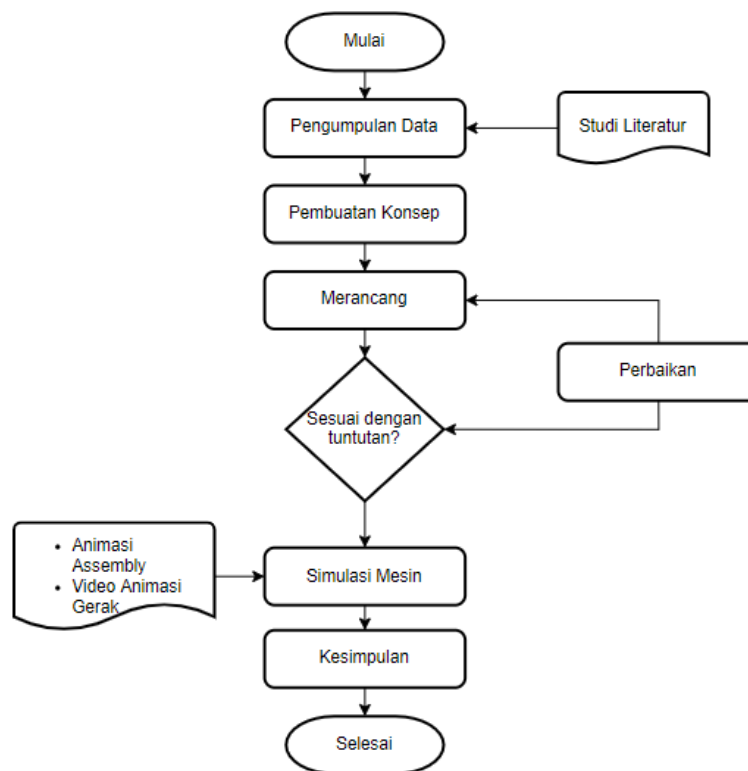 Mulai
Pengumpulan Data
Studi Literatur
Pembuatan Konsep
Merancang
Perbaikan
Sesuai dengan
tuntutan?
• Animasi
Assembly
• Video Animasi
Gerak
Simulasi Mesin
Kesimpulan
Selesai